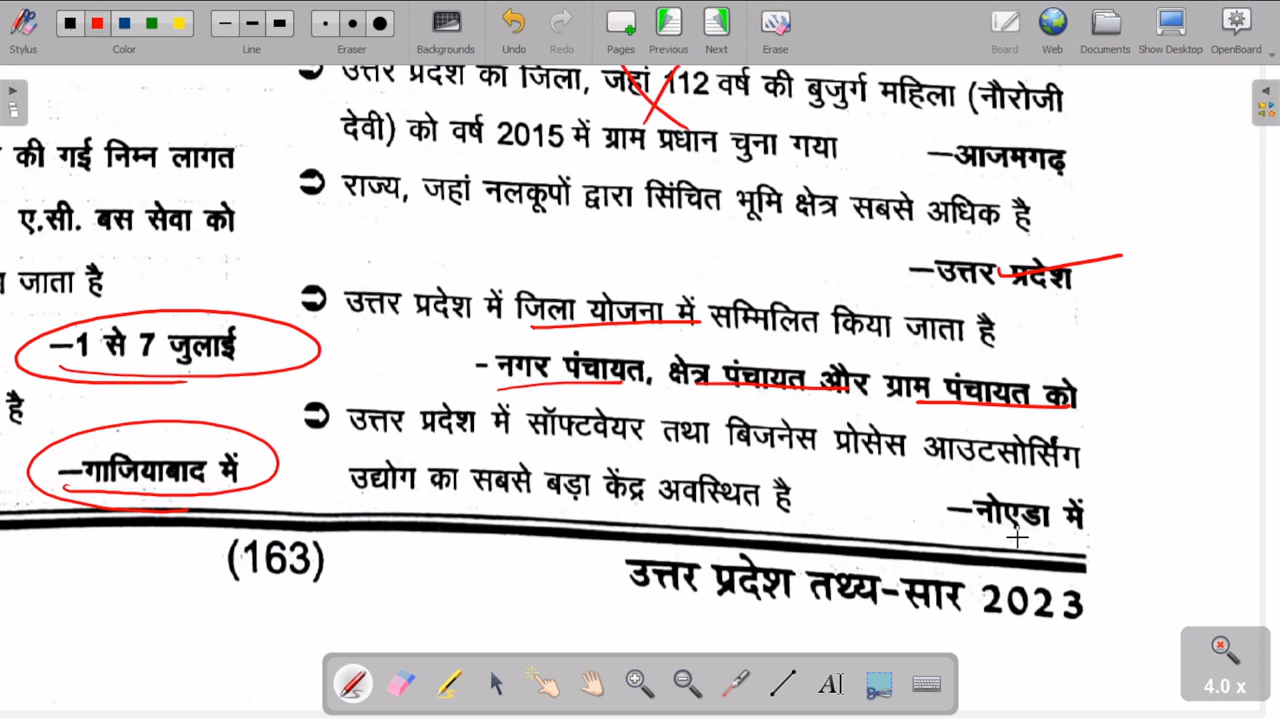 Stylus
Color
Line
Eraser
Backgrounds
Undo
Redo
Pages
Previous
Next
Erase
Board
Web
Documents
Show Desktop
OpenBoard
की गई निम्न लागत
ए.सी. बस सेवा को
जाता है
–1 से 7 जुलाई
है
–गाजियाबाद में
उत्तर प्रदेश का जिला, जहां 112 वर्ष की बुजुर्ग महिला (नौरोजी
देवी) को वर्ष 2015 में ग्राम प्रधान चुना गया –आजमगढ़
राज्य, जहां नलकूपों द्वारा सिंचित भूमि क्षेत्र सबसे अधिक है
–उत्तर प्रदेश
उत्तर प्रदेश में जिला योजना में सम्मिलित किया जाता है
- नगर पंचायत, क्षेत्र पंचायत और ग्राम पंचायत को
उत्तर प्रदेश में सॉफ्टवेयर तथा बिजनेस प्रोसेस आउटसोर्सिंग
उद्योग का सबसे बड़ा केंद्र अवस्थित है –नोएडा में
(163)
उत्तर प्रदेश तथ्य-सार 2023
4.0 x